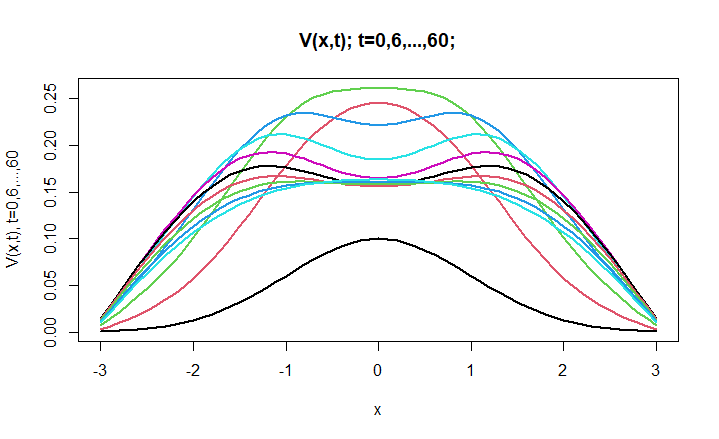 V(x,t); t=0,6,...,60;
V(x,t), t=0,6,...,60
0.25
0.20
0.15
0.10
0.05
0.00
-3 -2 -1 0 1 2 3
x